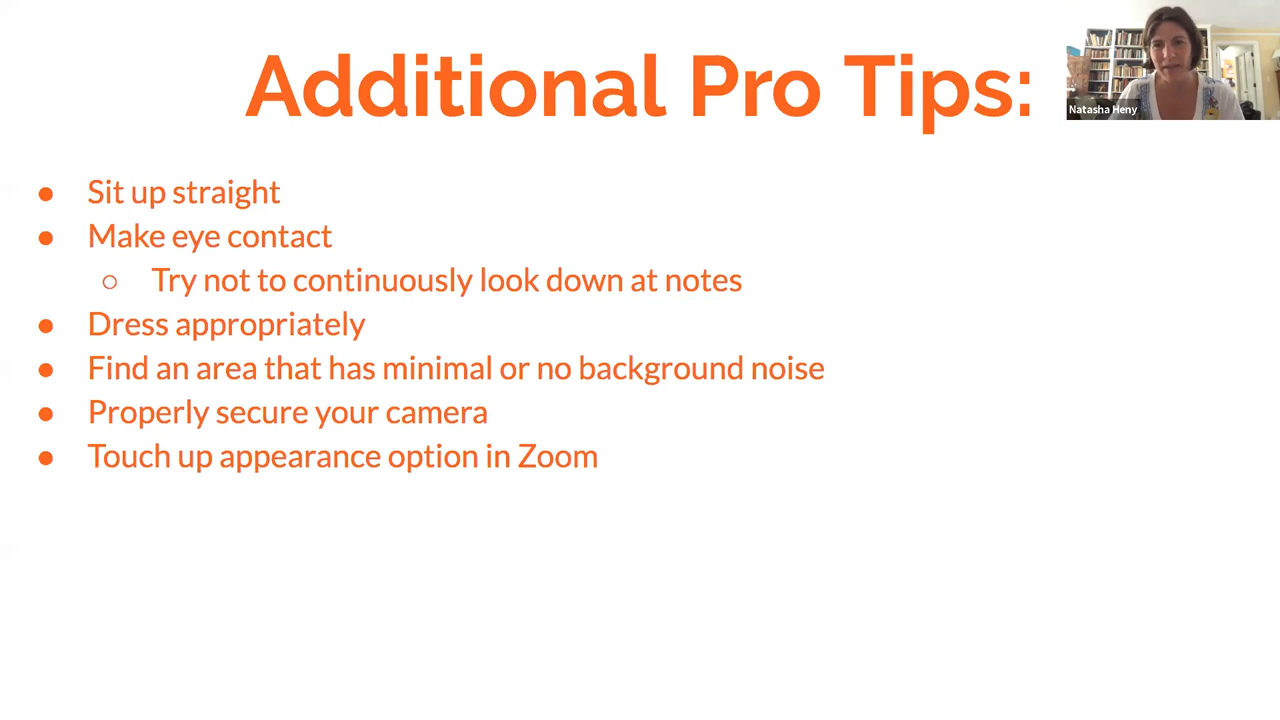 Additional Pro Tips:
Natasha Heny
● Sit up straight
● Make eye contact
○ Try not to continuously look down at notes
● Dress appropriately
● Find an area that has minimal or no background noise
● Properly secure your camera
● Touch up appearance option in Zoom